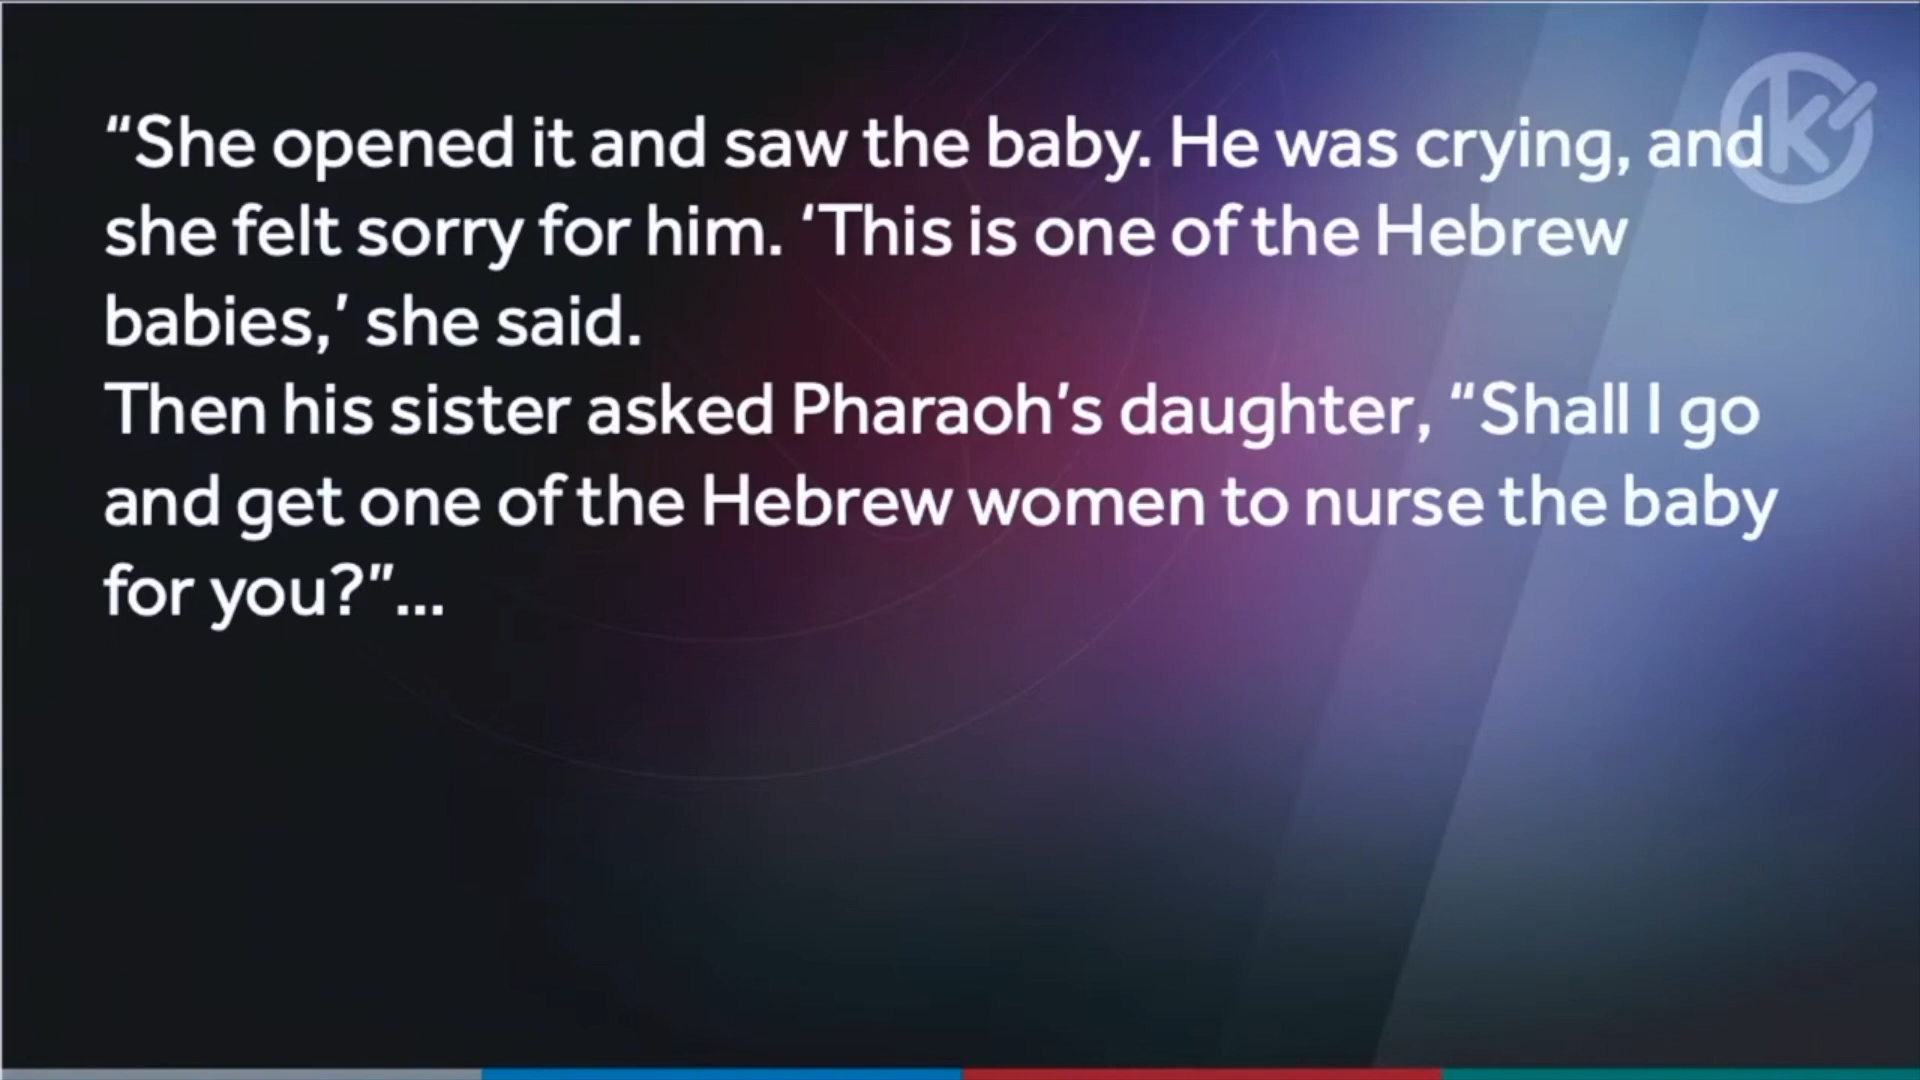 “She opened it and saw the baby. He was crying, and
she felt sorry for him. ‘This is one of the Hebrew
babies,’ she said.
Then his sister asked Pharaoh’s daughter, “Shall I go
and get one of the Hebrew women to nurse the baby
for you?”...
k